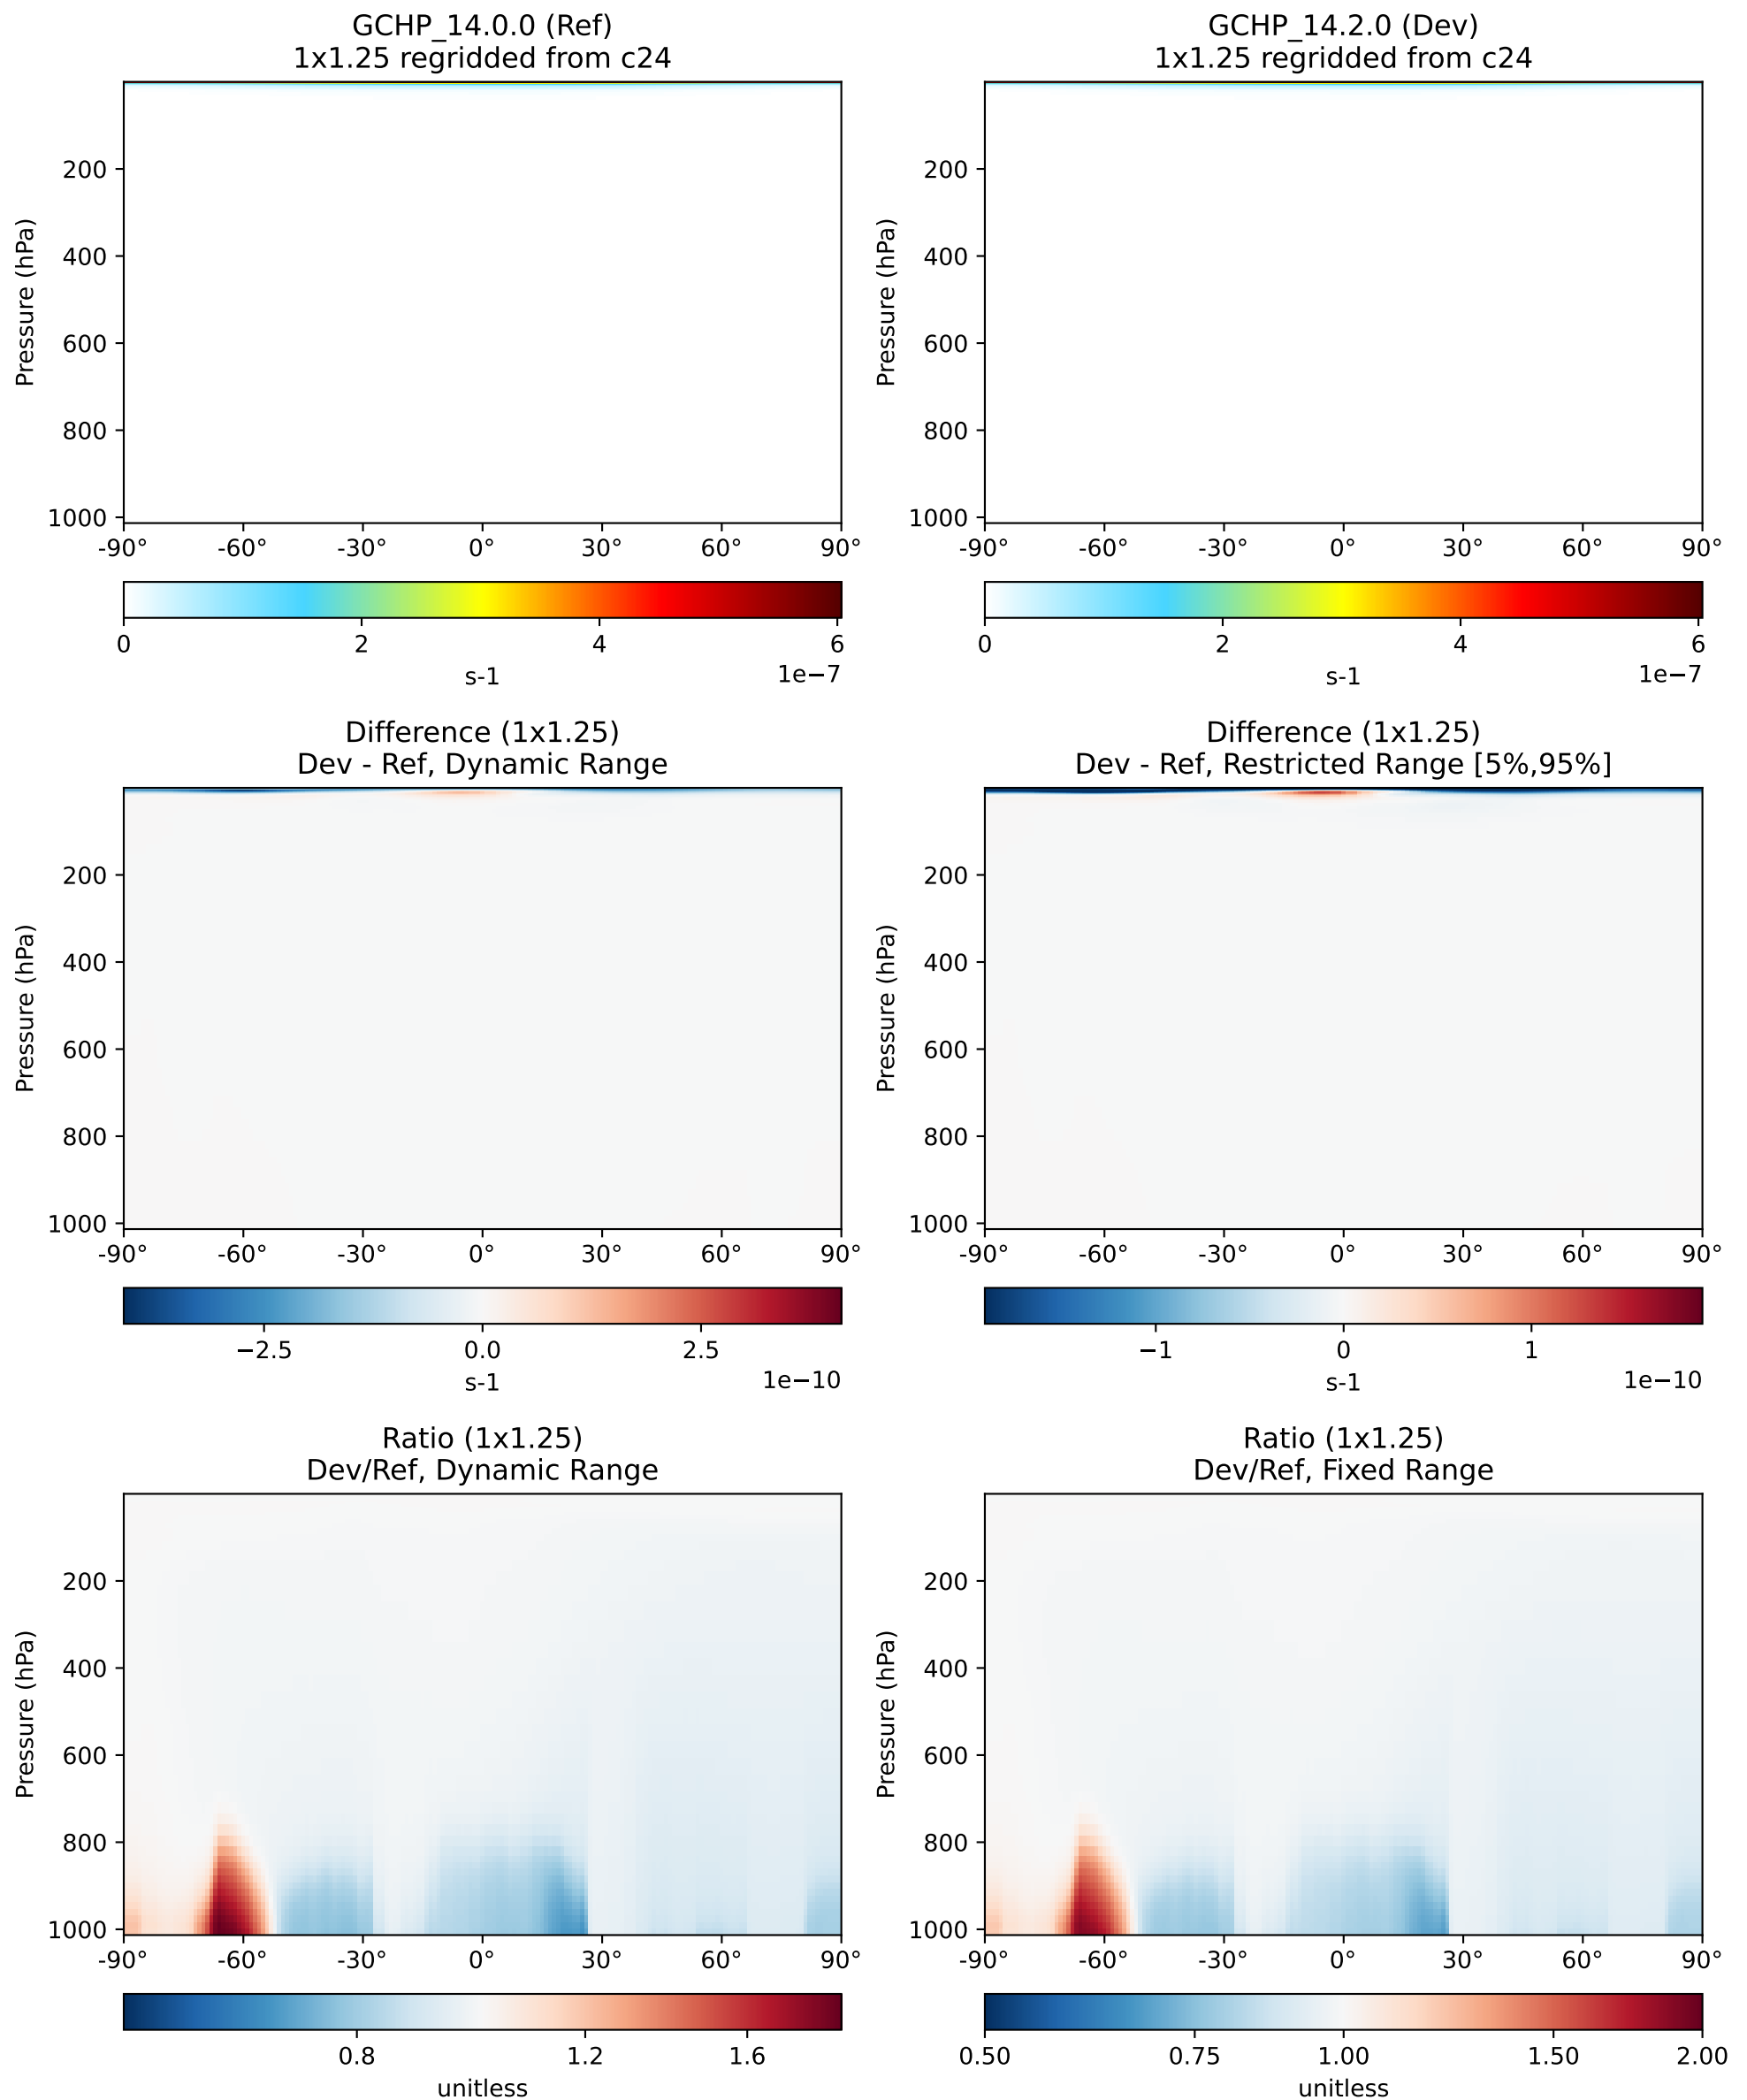 GCHP_14.0.0 (Ref)
1x1.25 regridded from c24
Pressure (hPa)
200
400
600
800
1000
-90° -60° -30° 0° 30° 60° 90°
0 2 4 6
1e−7
s-1
GCHP_14.2.0 (Dev)
1x1.25 regridded from c24
Pressure (hPa)
200
400
600
800
1000
-90° -60° -30° 0° 30° 60° 90°
0 2 4 6
1e−7
s-1
Difference (1x1.25)
Dev - Ref, Dynamic Range
Pressure (hPa)
200
400
600
800
1000
-90° -60° -30° 0° 30° 60° 90°
−2.5 0.0 2.5
1e−10
s-1
Difference (1x1.25)
Dev - Ref, Restricted Range [5%,95%]
Pressure (hPa)
200
400
600
800
1000
-90° -60° -30° 0° 30° 60° 90°
−1 0 1
1e−10
s-1
Ratio (1x1.25)
Dev/Ref, Dynamic Range
Pressure (hPa)
200
400
600
800
1000
-90° -60° -30° 0° 30° 60° 90°
0.8 1.2 1.6
unitless
Ratio (1x1.25)
Dev/Ref, Fixed Range
Pressure (hPa)
200
400
600
800
1000
-90° -60° -30° 0° 30° 60° 90°
0.50 0.75 1.00 1.50 2.00
unitless